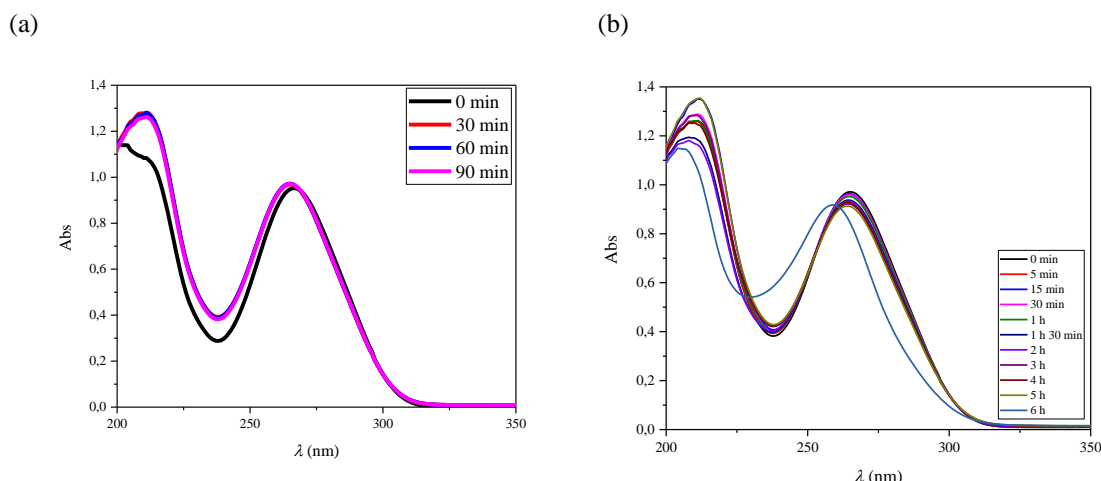 (a)
(b)
1,4
1,2
1,0
0,8
0,6
0,4
0,2
0,0
Abs
200
250
300
350
λ (nm)
0 min
30 min
60 min
90 min
1,4
1,2
1,0
0,8
0,6
0,4
0,2
0,0
Abs
200
250
300
350
λ (nm)
0 min
5 min
15 min
30 min
1 h
1 h 30 min
2 h
3 h
4 h
5 h
6 h